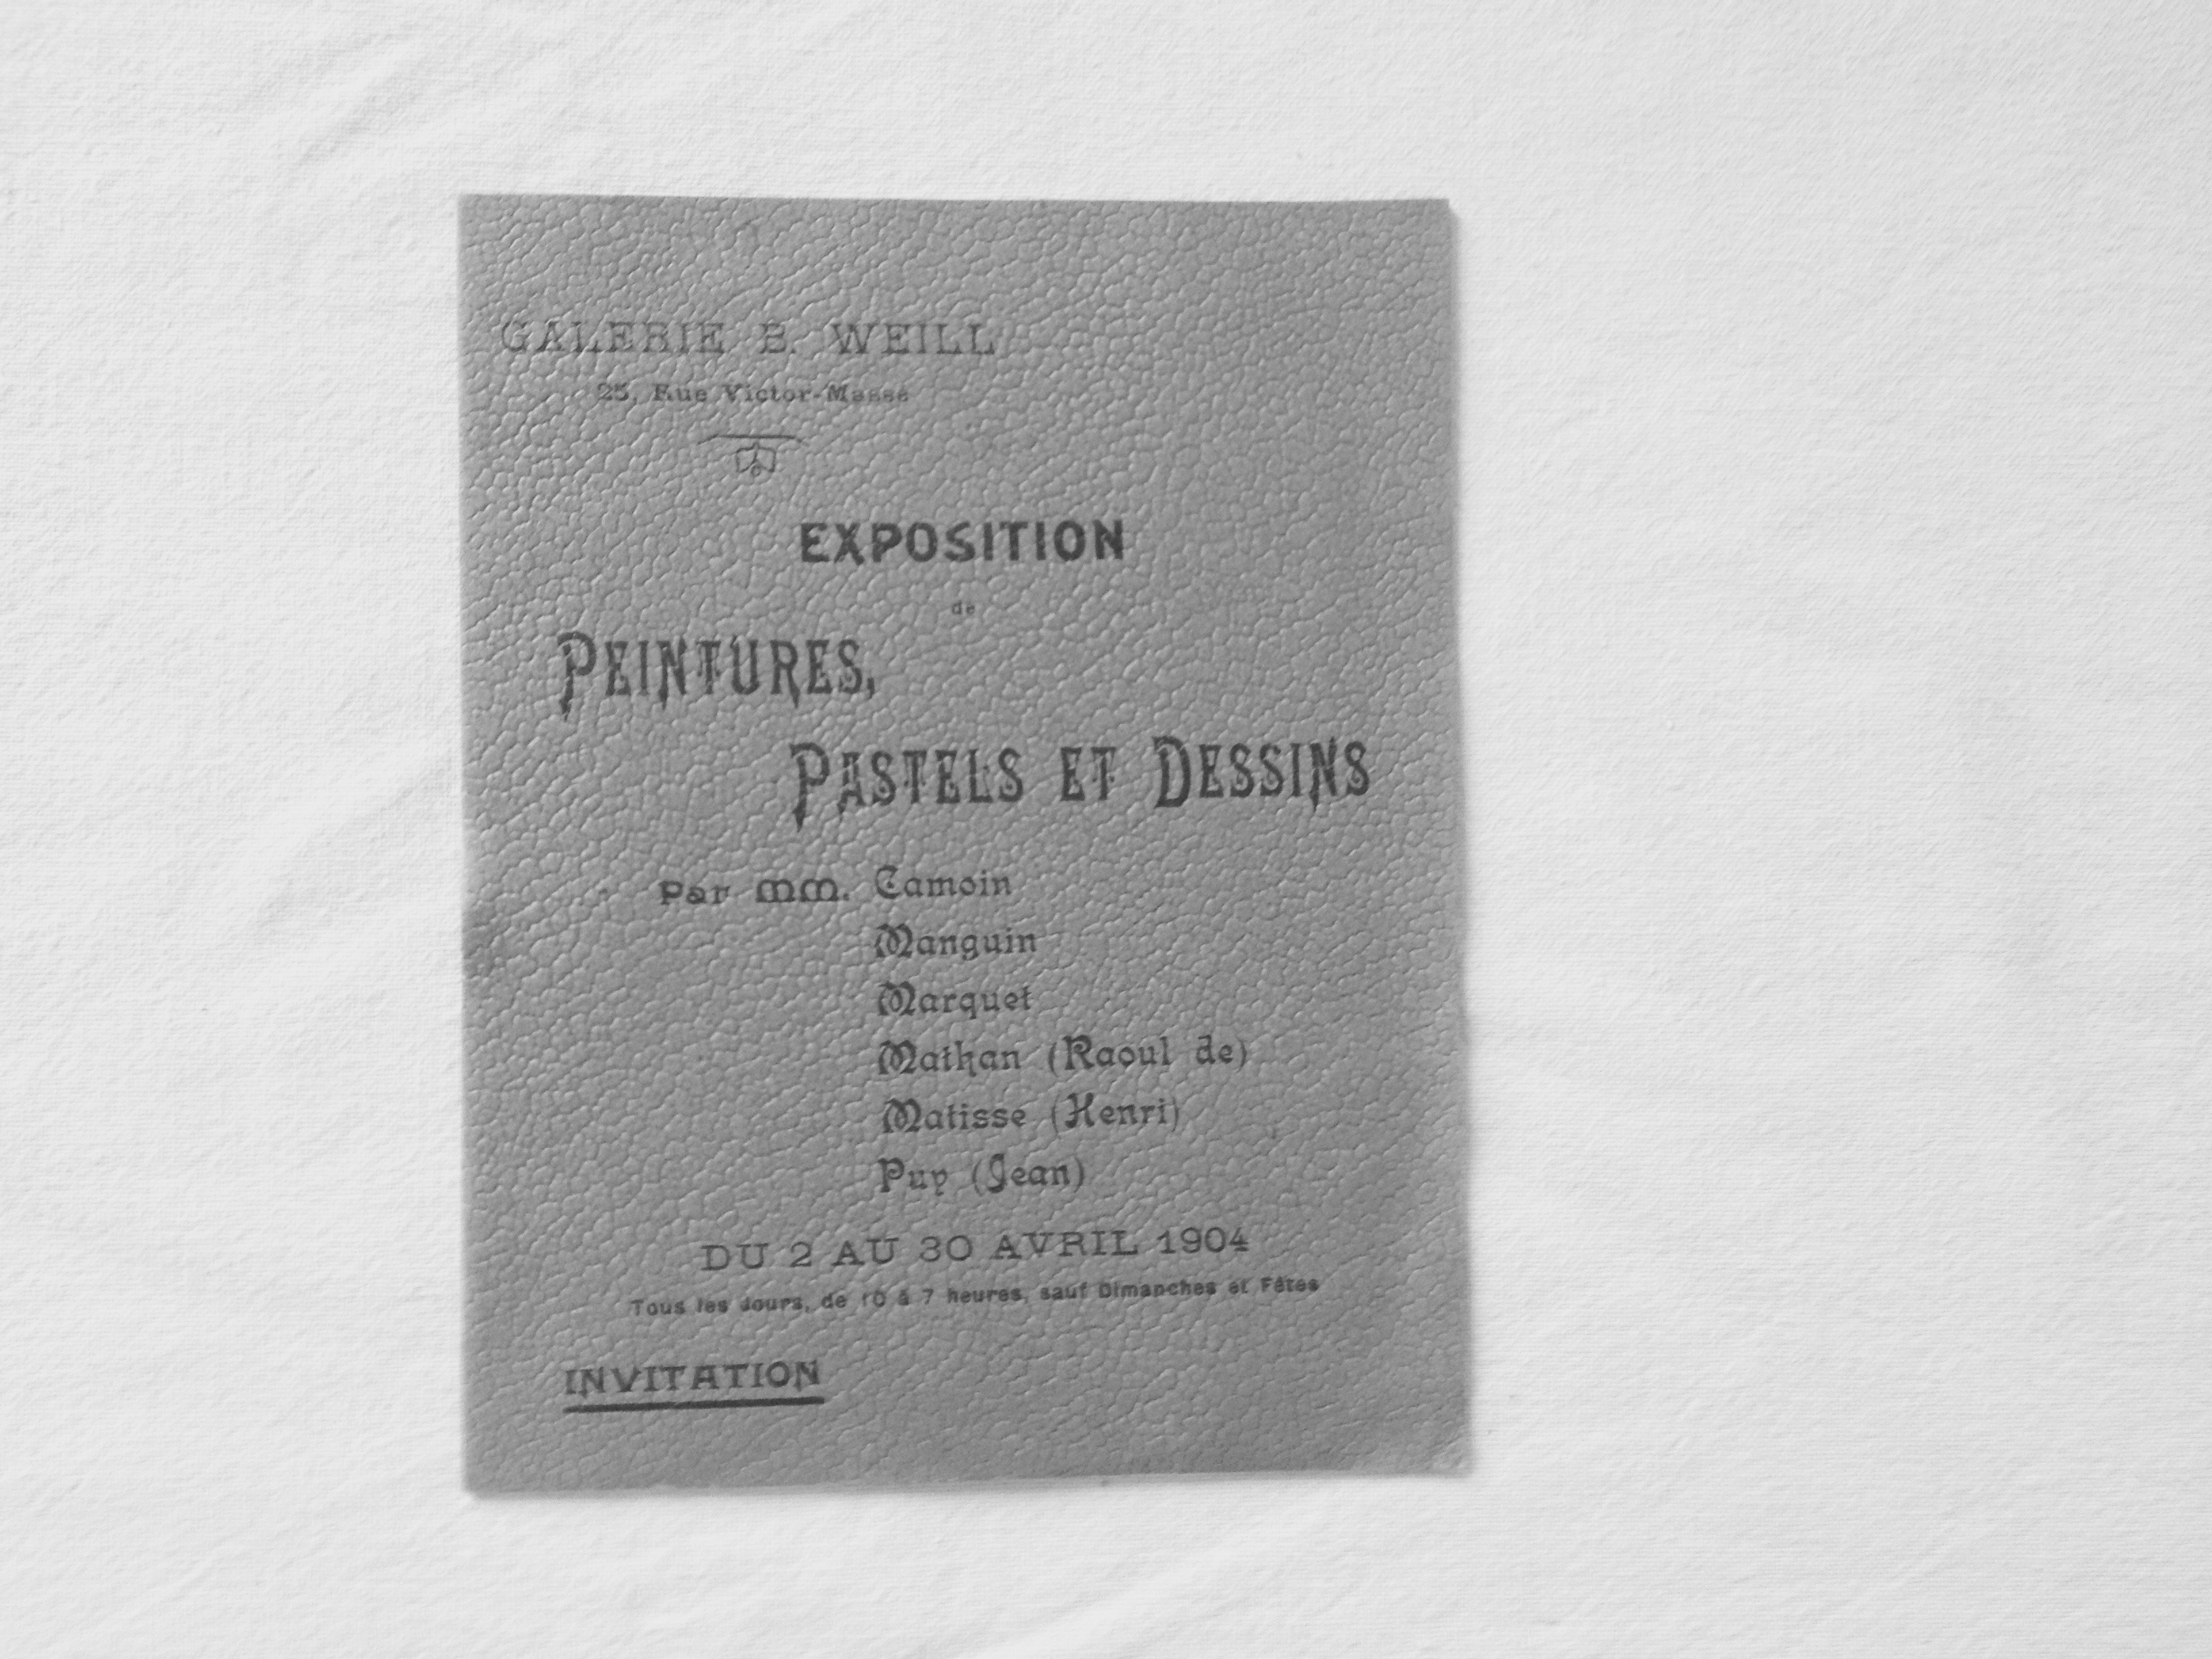 GALERIE B. WEILL
25, Rue Victor-Massé
EXPOSITION
de
PEINTURES,
PASTELS ET DESSINS
Par MM. Camoin
Manguin
Marquet
Mathan (Raoul de)
Matisse (Henri)
Puy (Jean)
DU 2 AU 30 AVRIL 1904
Tous les Jours, de 10 à 7 heures, sauf Dimanches et Fêtes
INVITATION